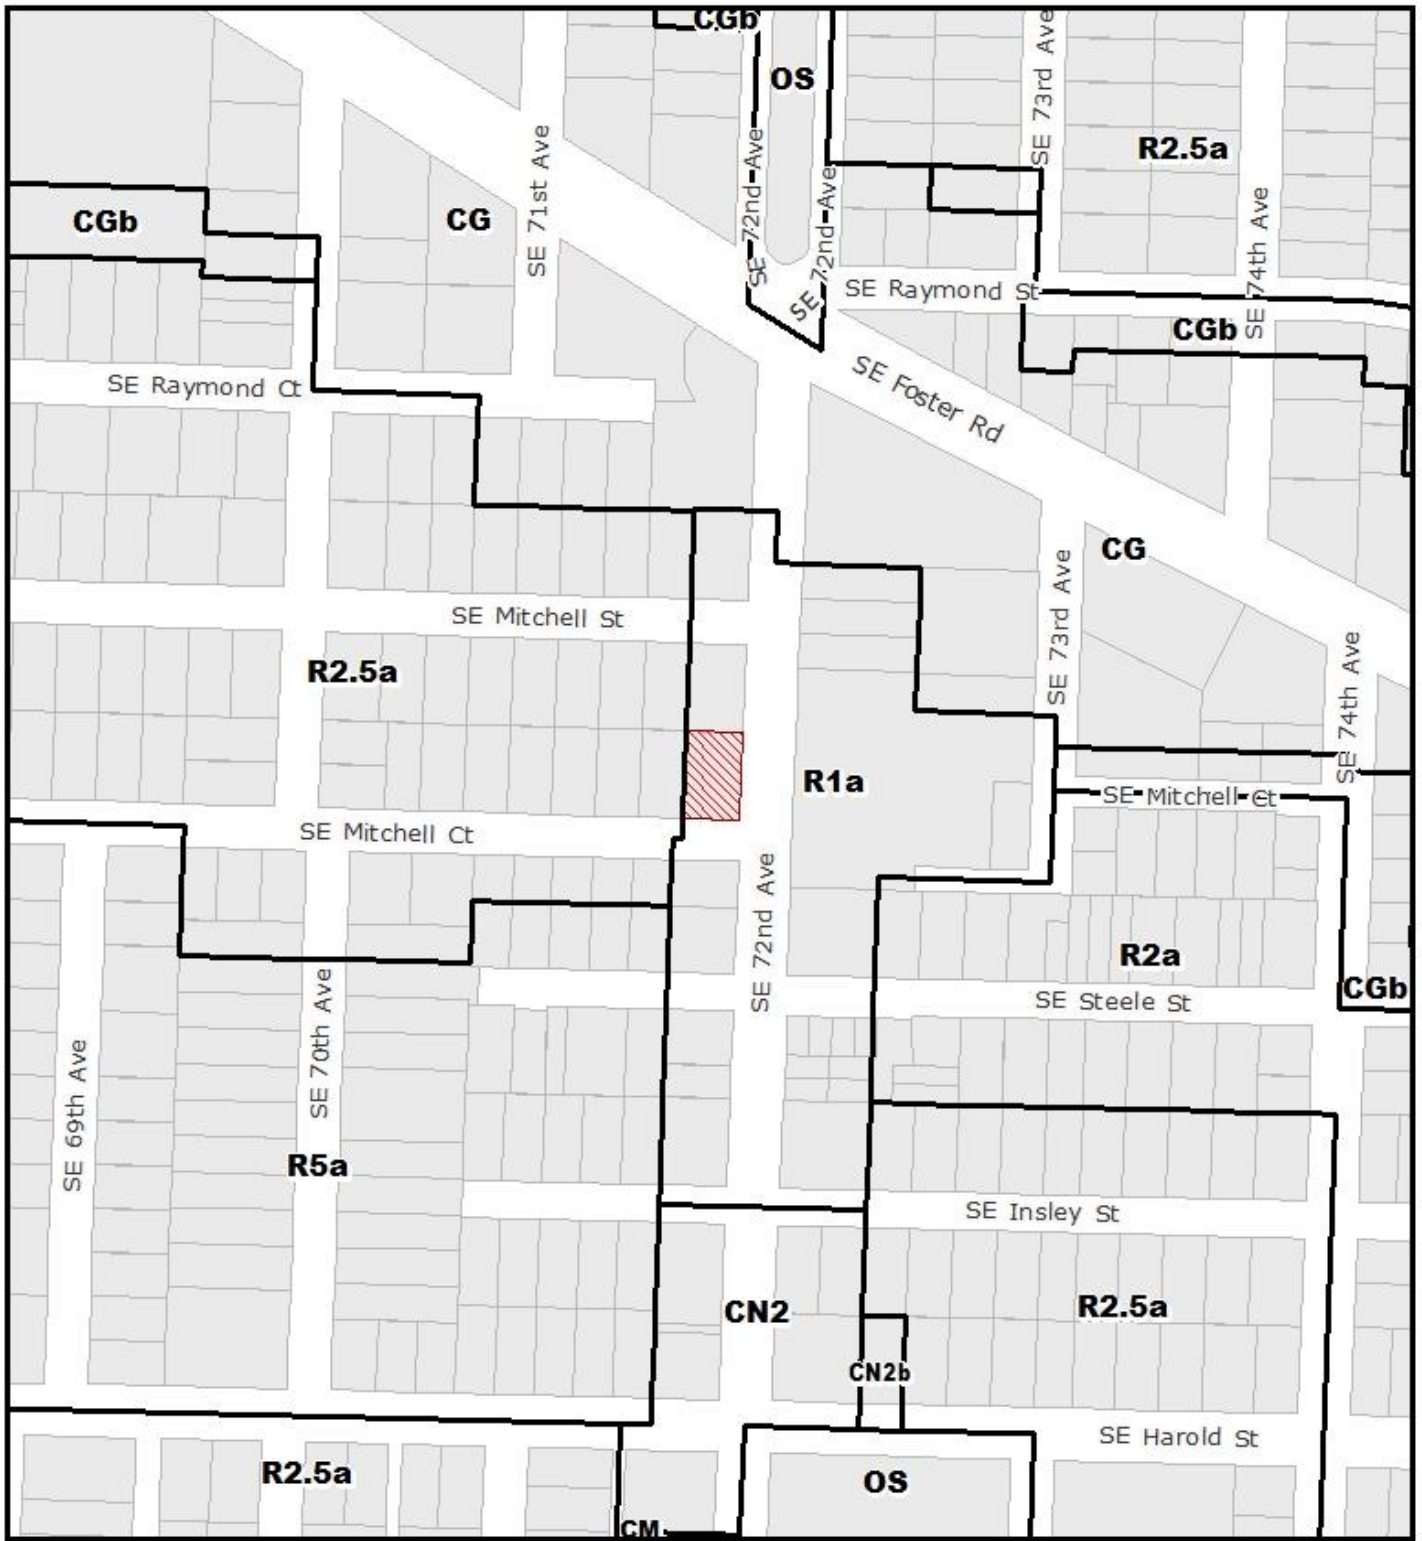 CGb
OS
SE 73rd Ave
R2.5a
SE 71st Ave
SE 72nd Ave
SE 72nd Ave
CGb
CG
SE 74th Ave
SE Raymond St
CGb
SE Raymond Ct
SE Foster Rd
CG
SE Mitchell St
SE 73rd Ave
R2.5a
SE 74th Ave
R1a
SE Mitchell Ct
SE Mitchell Ct
SE 72nd Ave
R2a
CGb
SE Steele St
SE 70th Ave
SE 69th Ave
R5a
SE Insley St
CN2
R2.5a
CN2b
SE Harold St
R2.5a
OS
CM